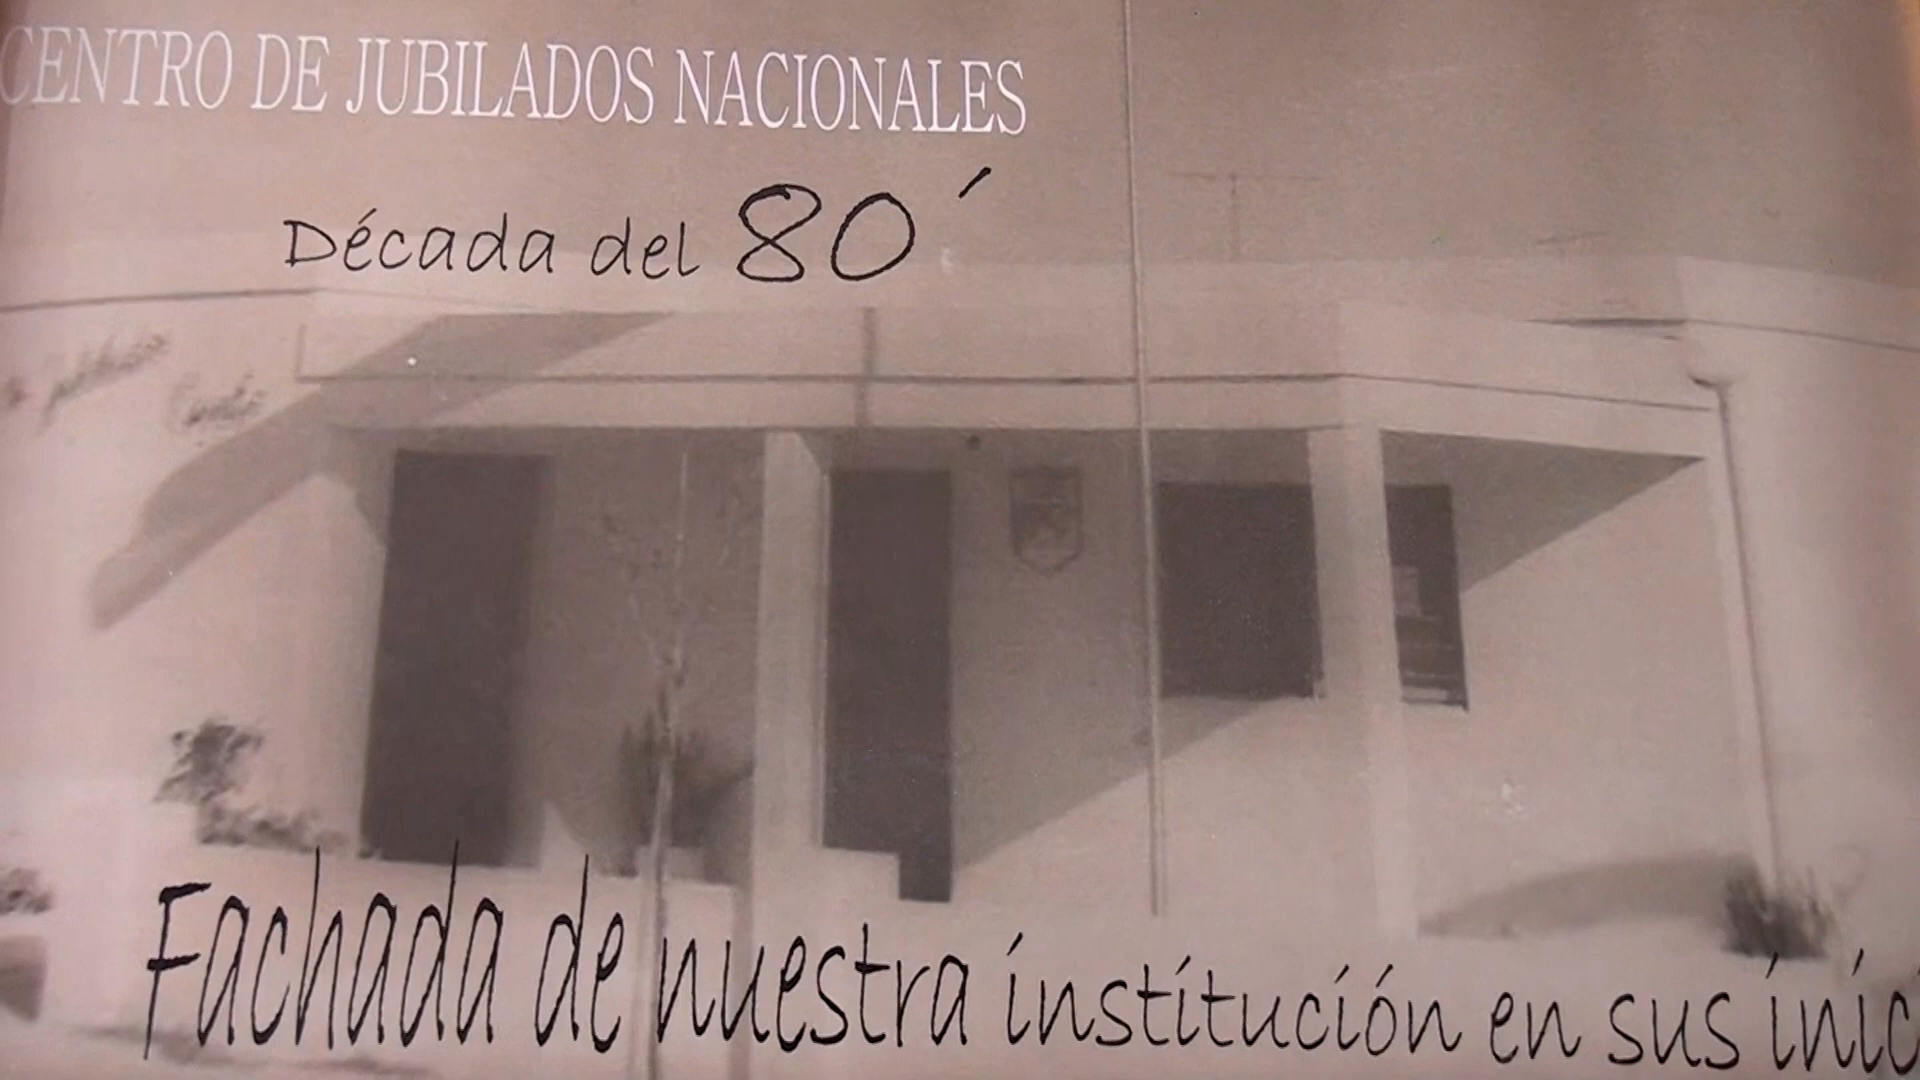 CENTRO DE JUBILADOS NACIONALES
Década del 80´
Fachada de nuestra institución en sus inic